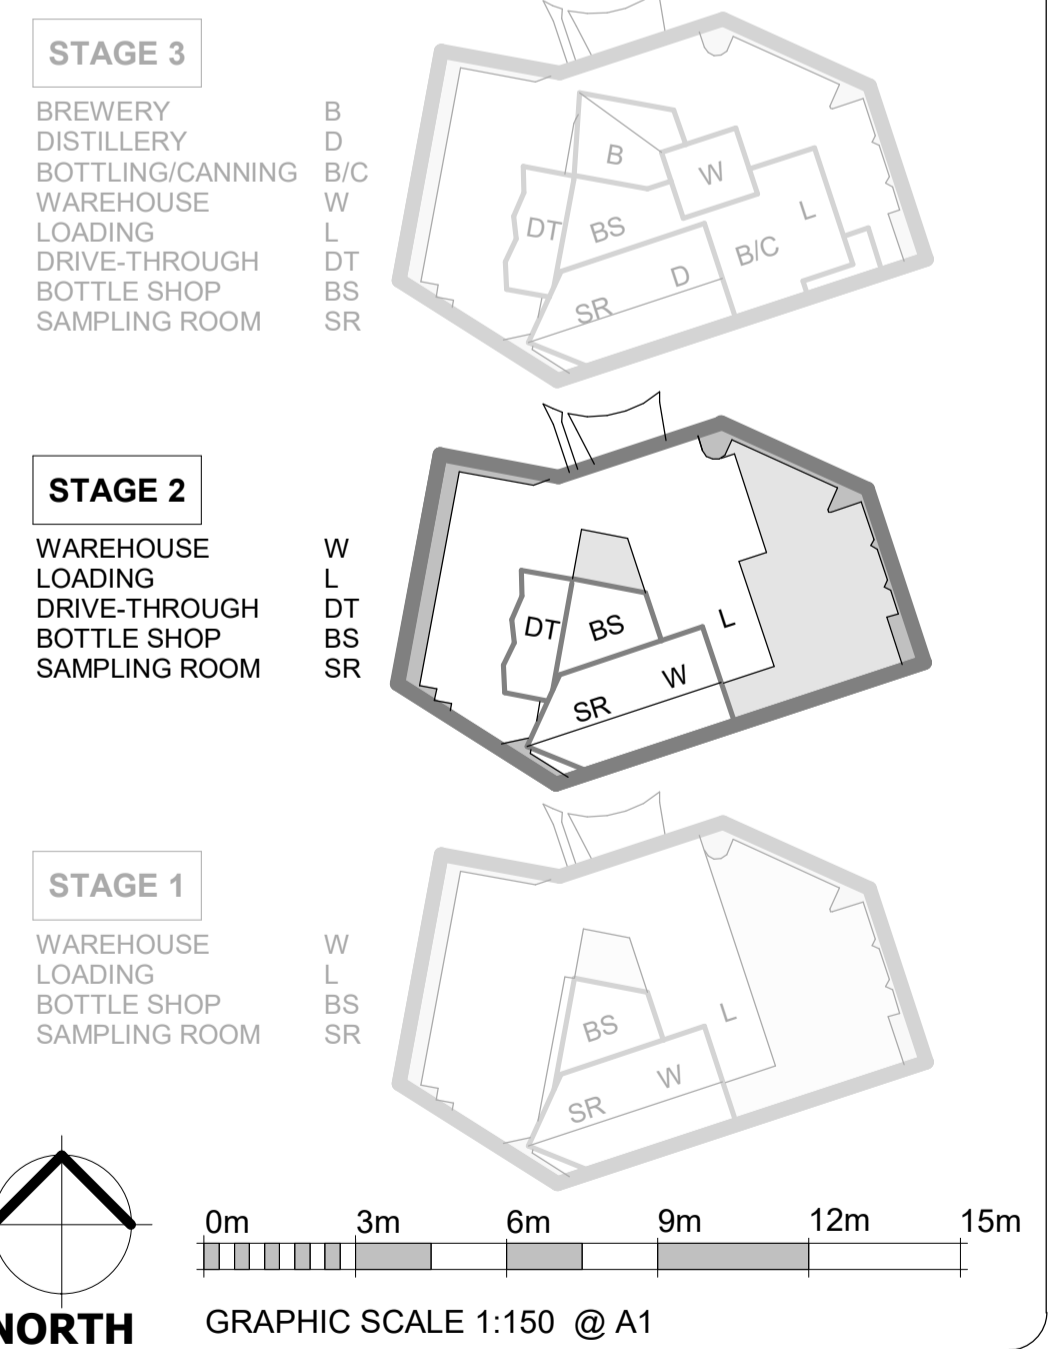 STAGE 3
BREWERY B
DISTILLERY D
BOTTLING/CANNING B/C
WAREHOUSE W
LOADING L
DRIVE-THROUGH DT
BOTTLE SHOP BS
SAMPLING ROOM SR
B
W
DT
BS
L
B/C
D
SR
STAGE 2
WAREHOUSE W
LOADING L
DRIVE-THROUGH DT
BOTTLE SHOP BS
SAMPLING ROOM SR
DT
BS
L
W
SR
STAGE 1
WAREHOUSE W
LOADING L
BOTTLE SHOP BS
SAMPLING ROOM SR
BS
L
W
SR
0m 3m 6m 9m 12m 15m
NORTH
GRAPHIC SCALE 1:150 @ A1